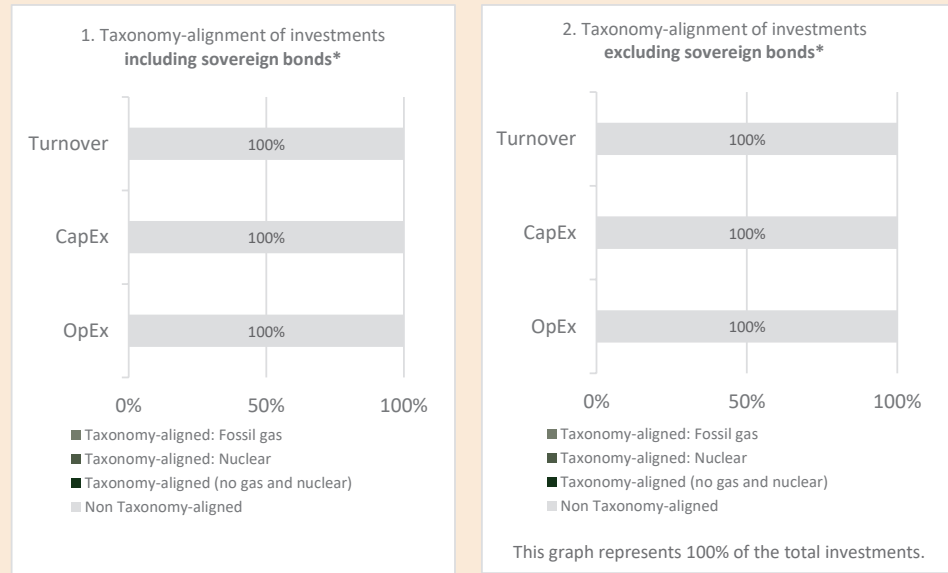 1. Taxonomy-alignment of investments
including sovereign bonds*
Turnover
100%
CapEx
100%
OpEx
100%
0%
50%
100%
Taxonomy-aligned: Fossil gas
Taxonomy-aligned: Nuclear
Taxonomy-aligned (no gas and nuclear)
Non Taxonomy-aligned
2. Taxonomy-alignment of investments
excluding sovereign bonds*
Turnover
100%
CapEx
100%
OpEx
100%
0%
50%
100%
Taxonomy-aligned: Fossil gas
Taxonomy-aligned: Nuclear
Taxonomy-aligned (no gas and nuclear)
Non Taxonomy-aligned
This graph represents 100% of the total investments.